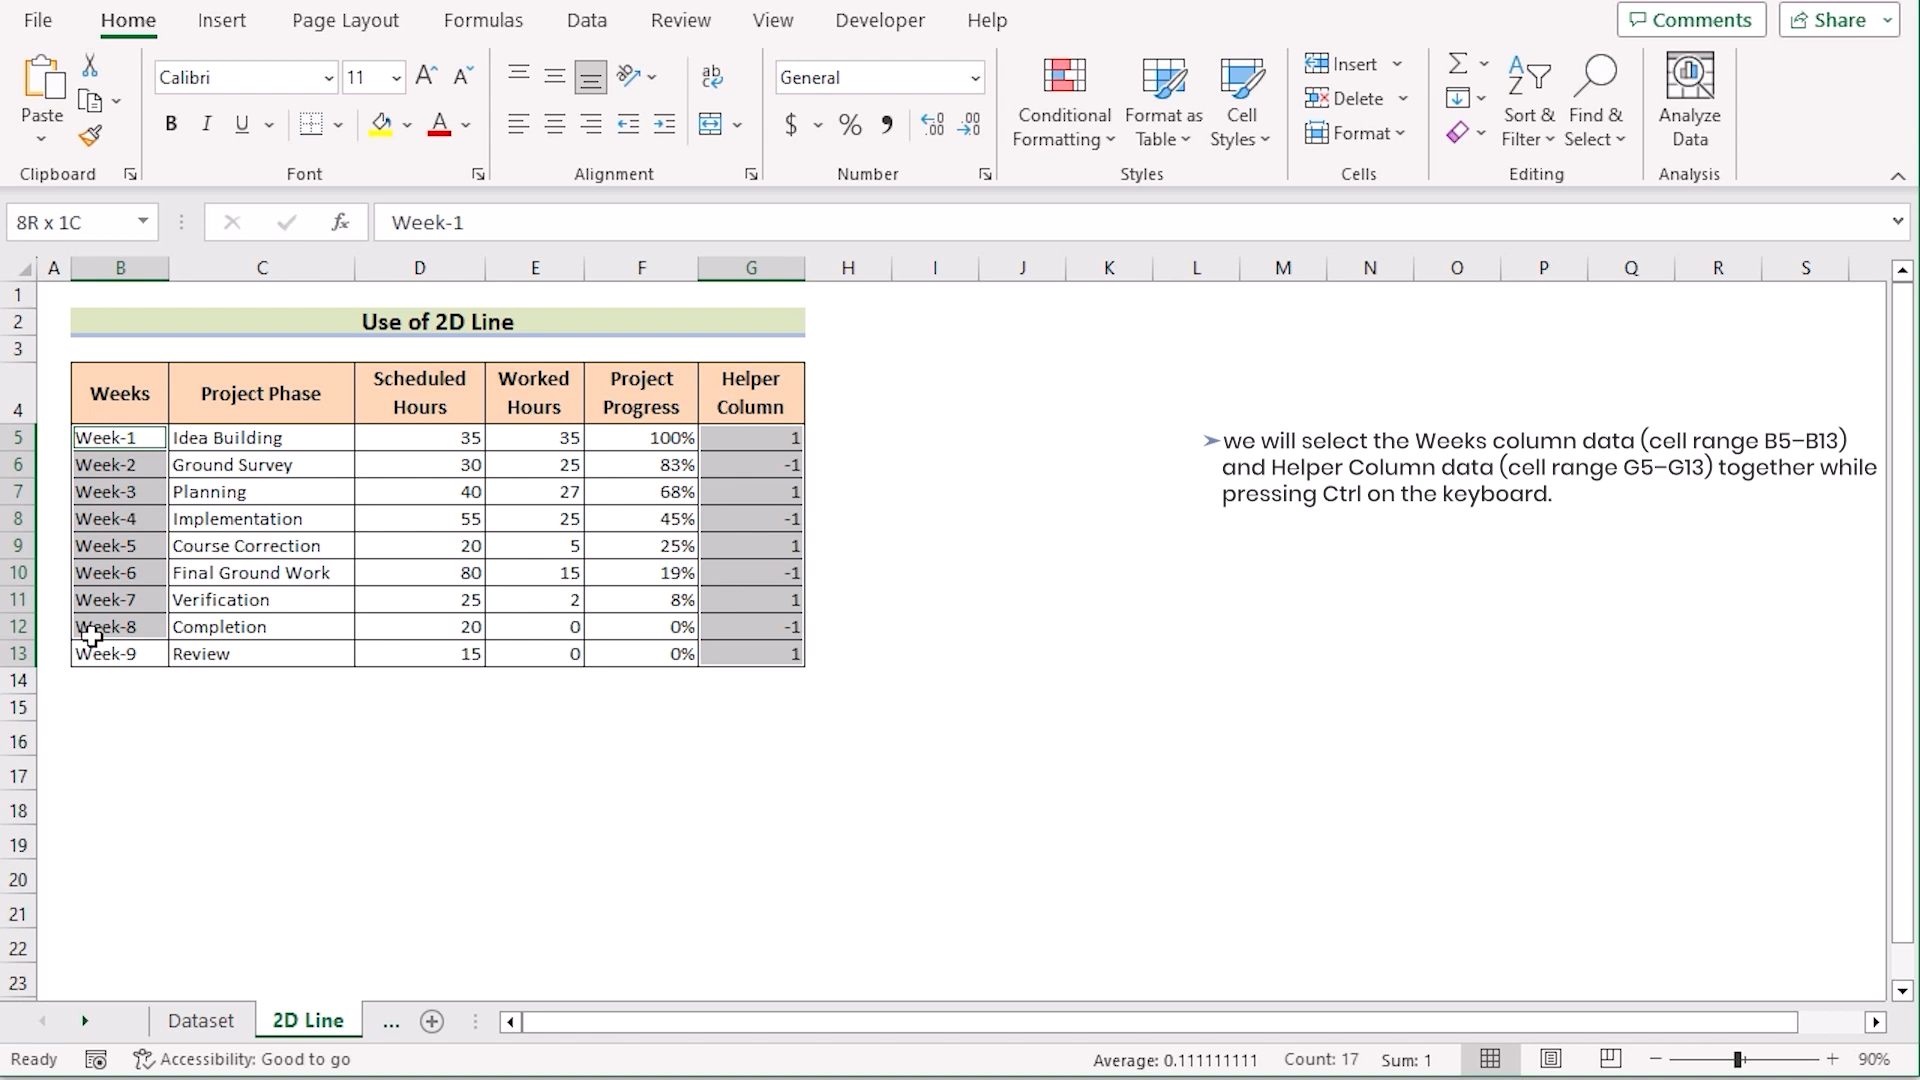 File Home Insert Page Layout Formulas Data Review View Developer Help Comments Share
Calibri 11 General
Paste
Conditional Formatting
Format as Table
Cell Styles
Insert
Delete
Format
Sort & Filter
Find & Select
Analyze Data
Clipboard Font Alignment Number Styles Cells Editing Analysis
8R x 1C fx Week-1
A B C D E F G H I J K L M N O P Q R S
1
2 Use of 2D Line
3
4 Weeks Project Phase Scheduled Hours Worked Hours Project Progress Helper Column
5 Week-1 Idea Building 35 35 100% 1
6 Week-2 Ground Survey 30 25 83% -1
7 Week-3 Planning 40 27 68% 1
8 Week-4 Implementation 55 25 45% -1
9 Week-5 Course Correction 20 5 25% 1
10 Week-6 Final Ground Work 80 15 19% -1
11 Week-7 Verification 25 2 8% 1
12 Week-8 Completion 20 0 0% -1
13 Week-9 Review 15 0 0% 1
14
15
16
17
18
19
20
21
22
23
➢we will select the Weeks column data (cell range B5–B13)
and Helper Column data (cell range G5–G13) together while
pressing Ctrl on the keyboard.
Dataset 2D Line ...
Ready Accessibility: Good to go Average: 0.111111111 Count: 17 Sum: 1 90%